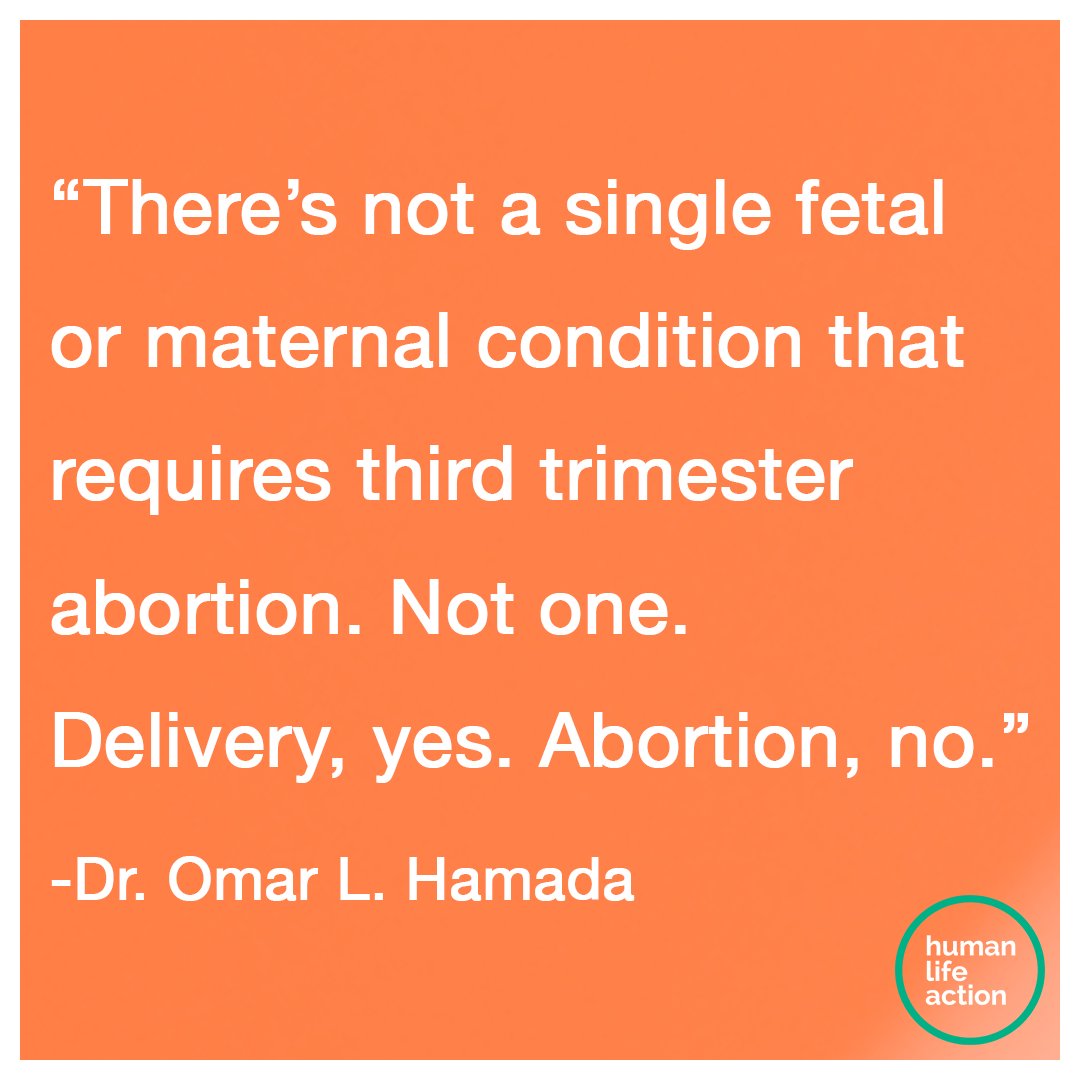 “There’s not a single fetal
or maternal condition that
requires third trimester
abortion. Not one.
Delivery, yes. Abortion, no.”
-Dr. Omar L. Hamada
human
life
action